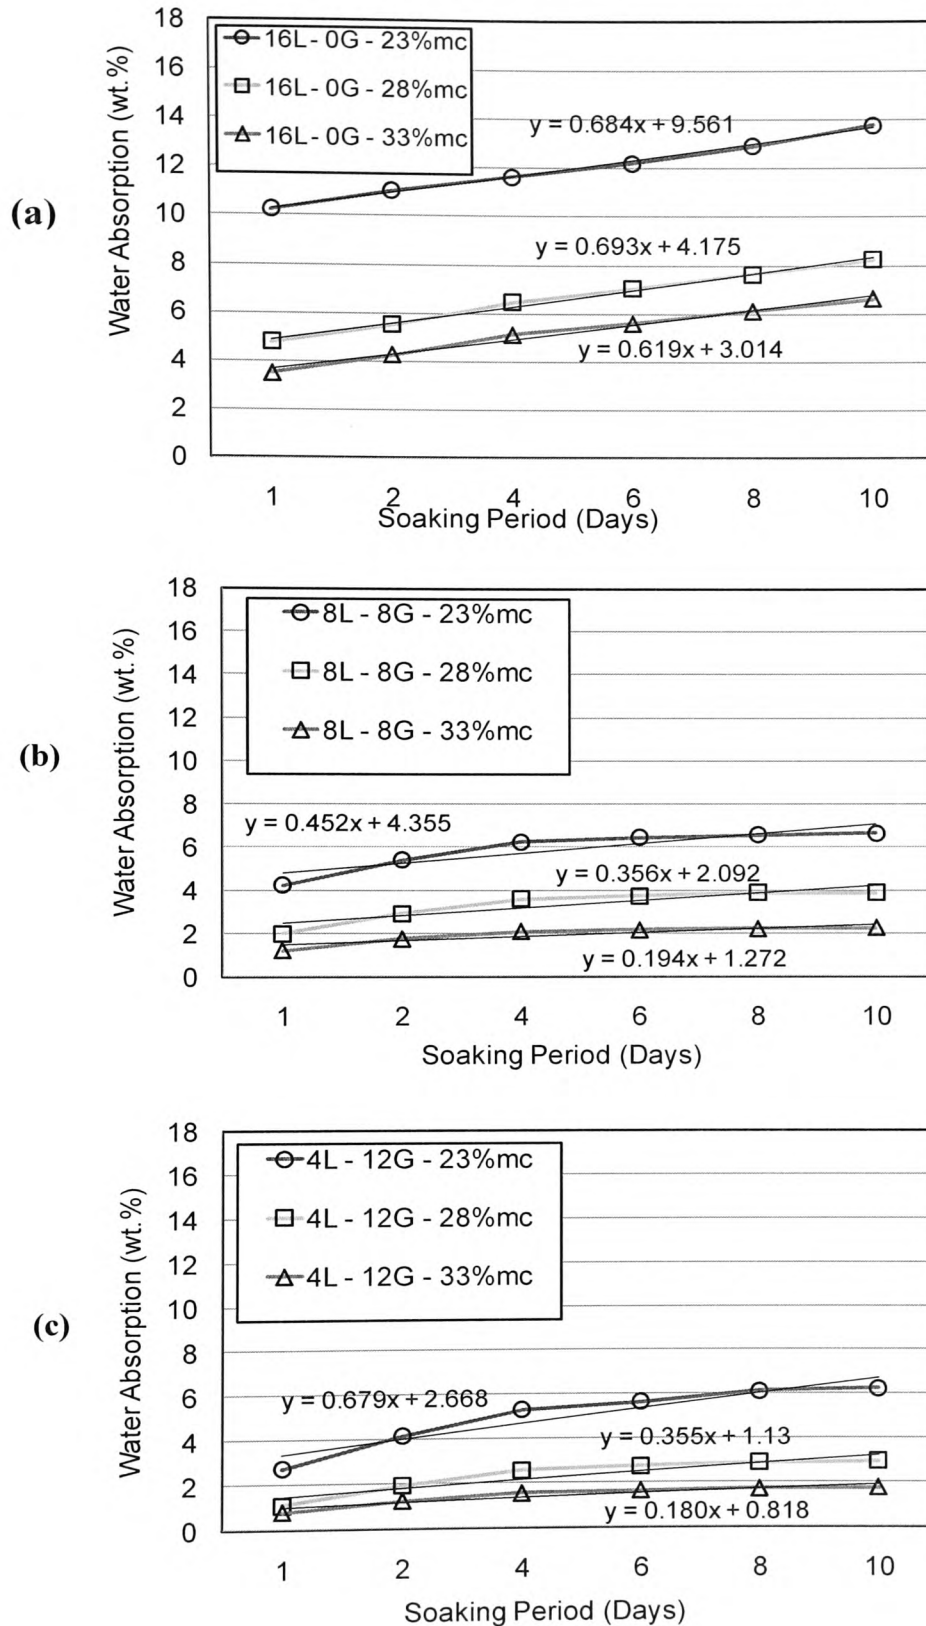 (a)
Water Absorption (wt.%)
18
16
14
12
10
8
6
4
2
0
16L - 0G - 23%mc
16L - 0G - 28%mc
16L - 0G - 33%mc
y = 0.684x + 9.561
y = 0.693x + 4.175
y = 0.619x + 3.014
1 2 4 6 8 10
Soaking Period (Days)
(b)
Water Absorption (wt.%)
18
16
14
12
10
8
6
4
2
0
8L - 8G - 23%mc
8L - 8G - 28%mc
8L - 8G - 33%mc
y = 0.452x + 4.355
y = 0.356x + 2.092
y = 0.194x + 1.272
1 2 4 6 8 10
Soaking Period (Days)
(c)
Water Absorption (wt.%)
18
16
14
12
10
8
6
4
2
0
4L - 12G - 23%mc
4L - 12G - 28%mc
4L - 12G - 33%mc
y = 0.679x + 2.668
y = 0.355x + 1.13
y = 0.180x + 0.818
1 2 4 6 8 10
Soaking Period (Days)